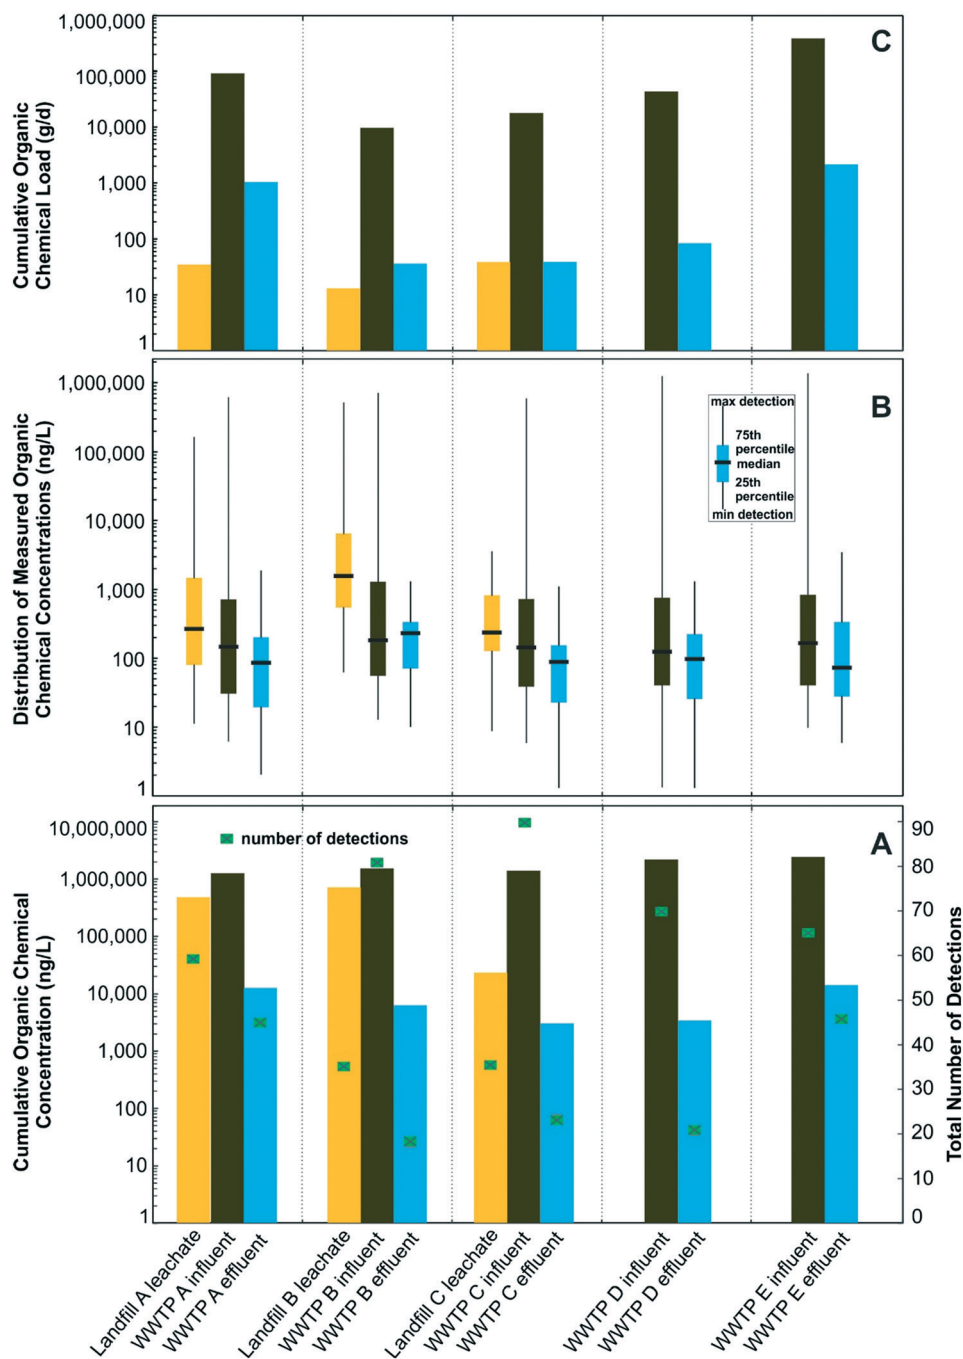 C
Cumulative Organic
Chemical Load (g/d)
1,000,000
100,000
10,000
1,000
100
10
1
B
Distribution of Measured Organic
Chemical Concentrations (ng/L)
1,000,000
100,000
10,000
1,000
100
10
1
max detection
75th
percentile
median
25th
percentile
min detection
A
number of detections
Cumulative Organic Chemical
Concentration (ng/L)
10,000,000
1,000,000
100,000
10,000
1,000
100
10
1
90
80
70
60
50
40
30
20
10
0
Total Number of Detections
Landfill A leachate
WWTP A influent
WWTP A effluent
Landfill B leachate
WWTP B influent
WWTP B effluent
Landfill C leachate
WWTP C influent
WWTP C effluent
WWTP D influent
WWTP D effluent
WWTP E influent
WWTP E effluent